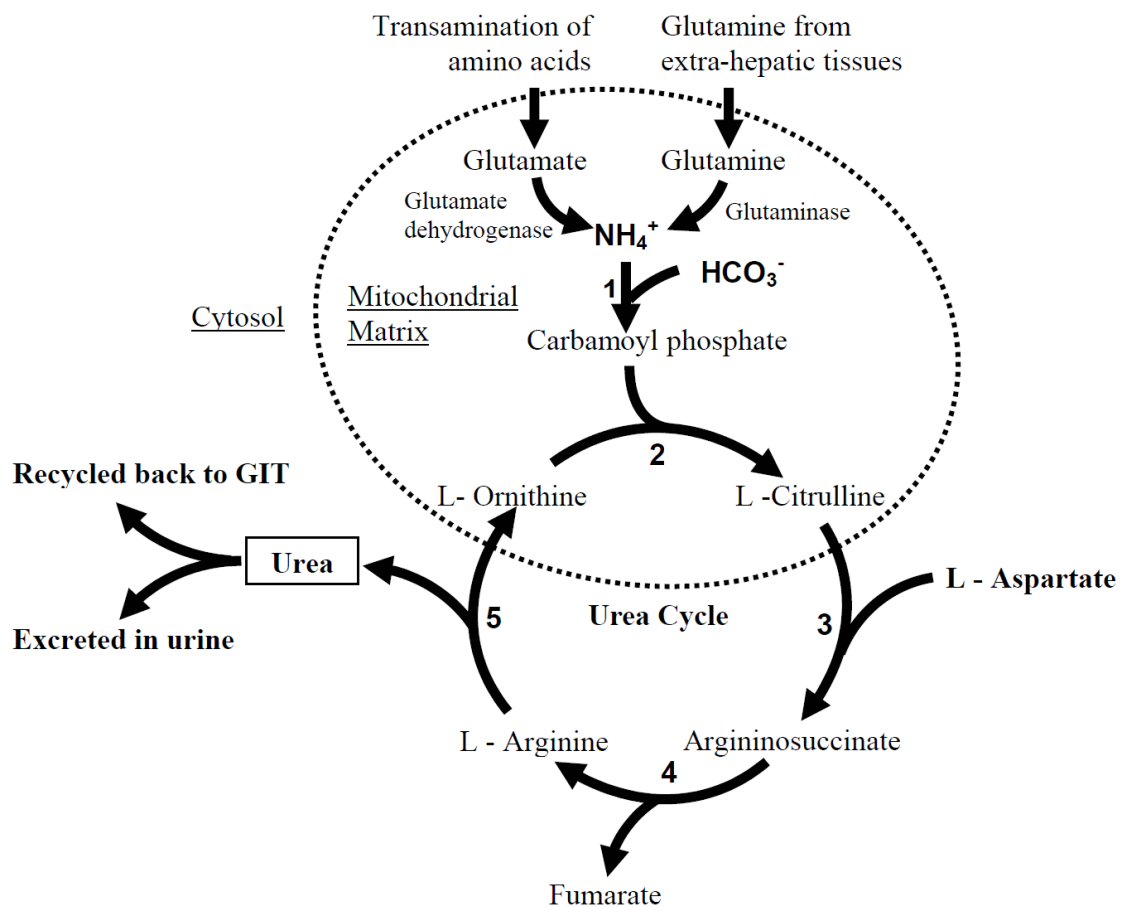 Transamination of
amino acids
Glutamine from
extra-hepatic tissues
Glutamate
Glutamine
Glutamate
dehydrogenase
Glutaminase
NH₄⁺
1
HCO₃⁻
Cytosol
Mitochondrial
Matrix
Carbamoyl phosphate
2
Recycled back to GIT
L- Ornithine
L -Citrulline
Urea
L - Aspartate
Excreted in urine
5
Urea Cycle
3
L - Arginine
Argininosuccinate
4
Fumarate